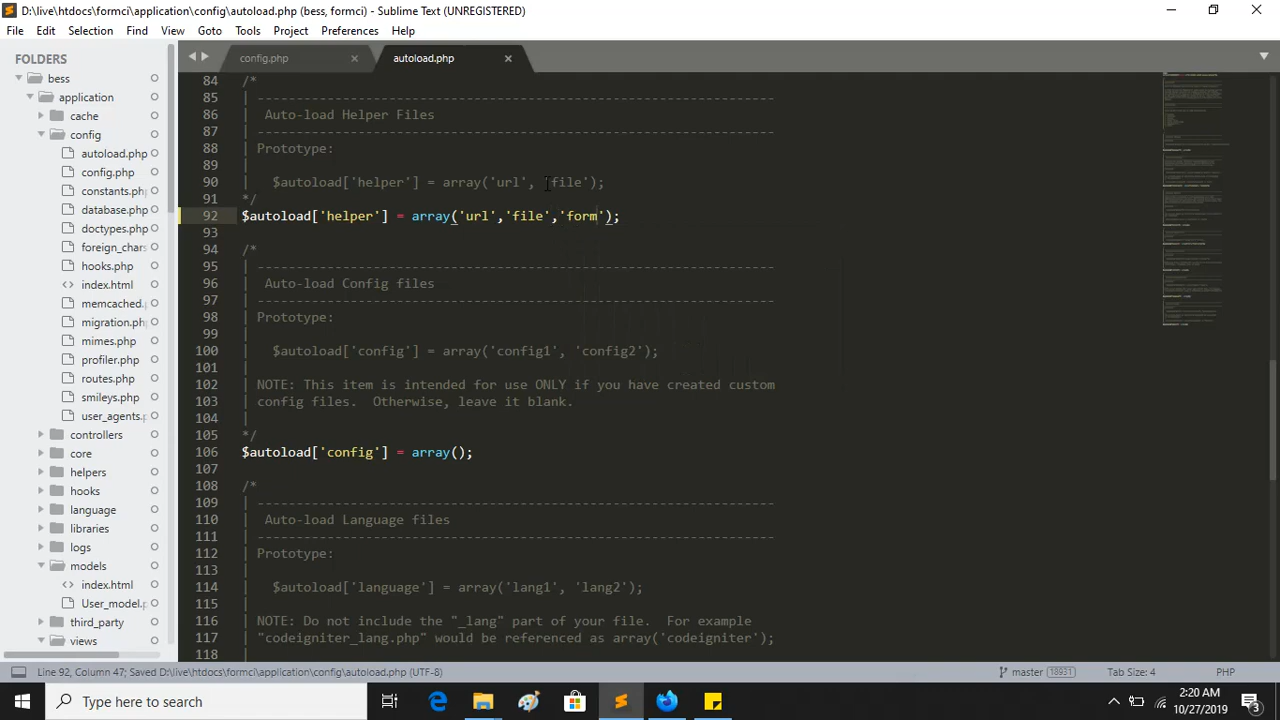 D:\live\htdocs\formci\application\config\autoload.php (bess, formci) - Sublime Text (UNREGISTERED)
File Edit Selection Find View Goto Tools Project Preferences Help
FOLDERS
bess
application
cache
config
autoload.php
config.php
constants.php
database.php
doctypes.php
foreign_chars
hooks.php
index.html
memcached.
migration.php
mimes.php
profiler.php
routes.php
smileys.php
user_agents.
controllers
core
helpers
hooks
language
libraries
logs
models
<> index.html
User_model.p
third_party
views
config.php autoload.php
84 /*
85 | -------------------------------------------------------------------
86 |  Auto-load Helper Files
87 | -------------------------------------------------------------------
88 | Prototype:
89 |
90 |   $autoload['helper'] = array('url', 'file');
91 */
92 $autoload['helper'] = array('url','file','form');
93
94 /*
95 | -------------------------------------------------------------------
96 |  Auto-load Config files
97 | -------------------------------------------------------------------
98 | Prototype:
99 |
100 |   $autoload['config'] = array('config1', 'config2');
101 |
102 | NOTE: This item is intended for use ONLY if you have created custom
103 | config files.  Otherwise, leave it blank.
104 |
105 */
106 $autoload['config'] = array();
107
108 /*
109 | -------------------------------------------------------------------
110 |  Auto-load Language files
111 | -------------------------------------------------------------------
112 | Prototype:
113 |
114 |   $autoload['language'] = array('lang1', 'lang2');
115 |
116 | NOTE: Do not include the "_lang" part of your file.  For example
117 | "codeigniter_lang.php" would be referenced as array('codeigniter');
118 |
Line 92, Column 47; Saved D:\live\htdocs\formci\application\config\autoload.php (UTF-8) master 18931 Tab Size: 4 PHP
Type here to search
2:20 AM
10/27/2019
3